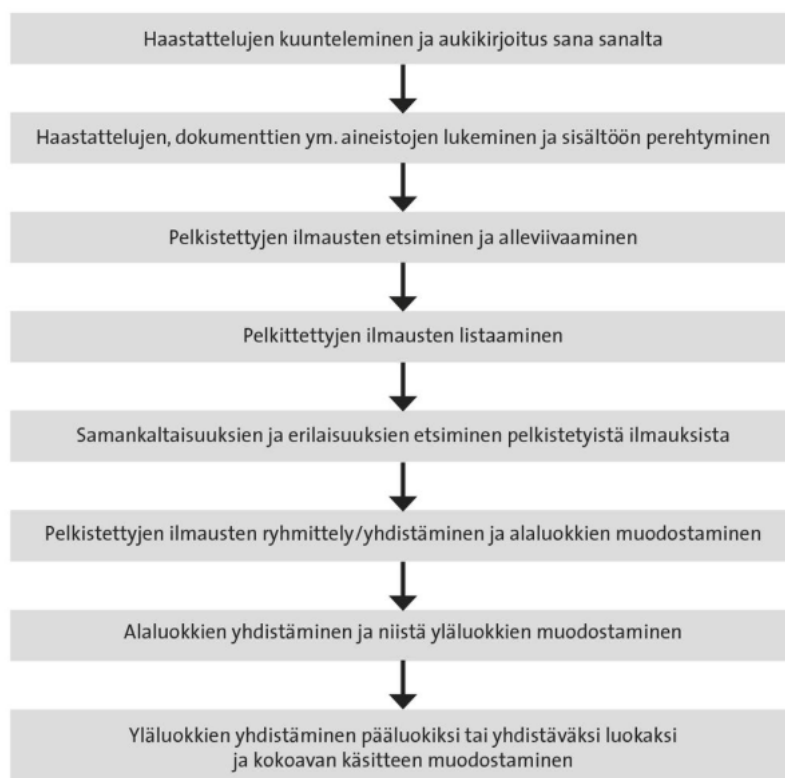 Haastattelujen kuunteleminen ja aukikirjoitus sana sanalta
Haastattelujen, dokumenttien ym. aineistojen lukeminen ja sisältöön perehtyminen
Pelkistettyjen ilmausten etsiminen ja alleviivaaminen
Pelkittettyjen ilmausten listaaminen
Samankaltaisuuksien ja erilaisuuksien etsiminen pelkistetyistä ilmauksista
Pelkistettyjen ilmausten ryhmittely/yhdistäminen ja alaluokkien muodostaminen
Alaluokkien yhdistäminen ja niistä yläluokkien muodostaminen
Yläluokkien yhdistäminen pääluokiksi tai yhdistäväksi luokaksi
ja kokoavan käsitteen muodostaminen